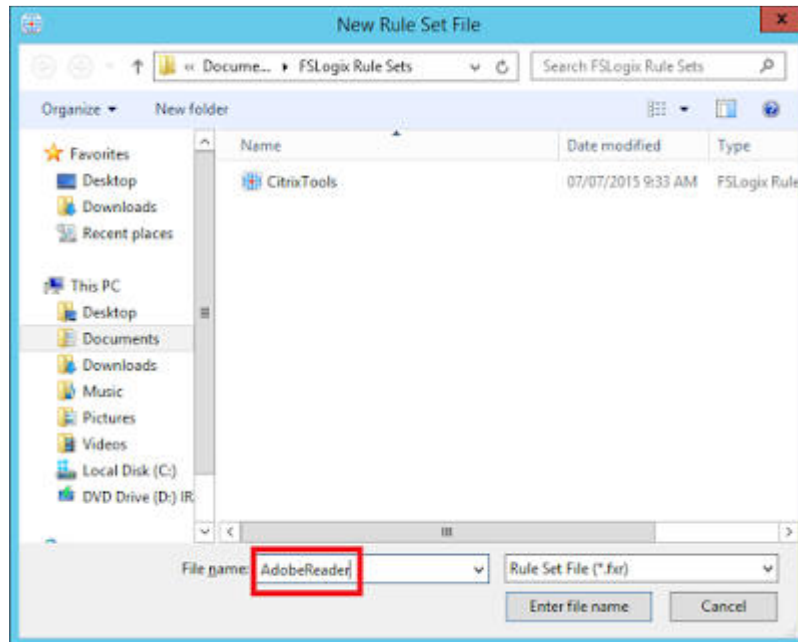 New Rule Set File
x
« Docume... ▸ FSLogix Rule Sets
Search FSLogix Rule Sets
Organize ▾ New folder
Name Date modified Type
Favorites
Desktop
Downloads
Recent places
CitrixTools 07/07/2015 9:33 AM FSLogix Rule
This PC
Desktop
Documents
Downloads
Music
Pictures
Videos
Local Disk (C:)
DVD Drive (D:) IR
File name: AdobeReader Rule Set File (*.fxr)
Enter file name Cancel